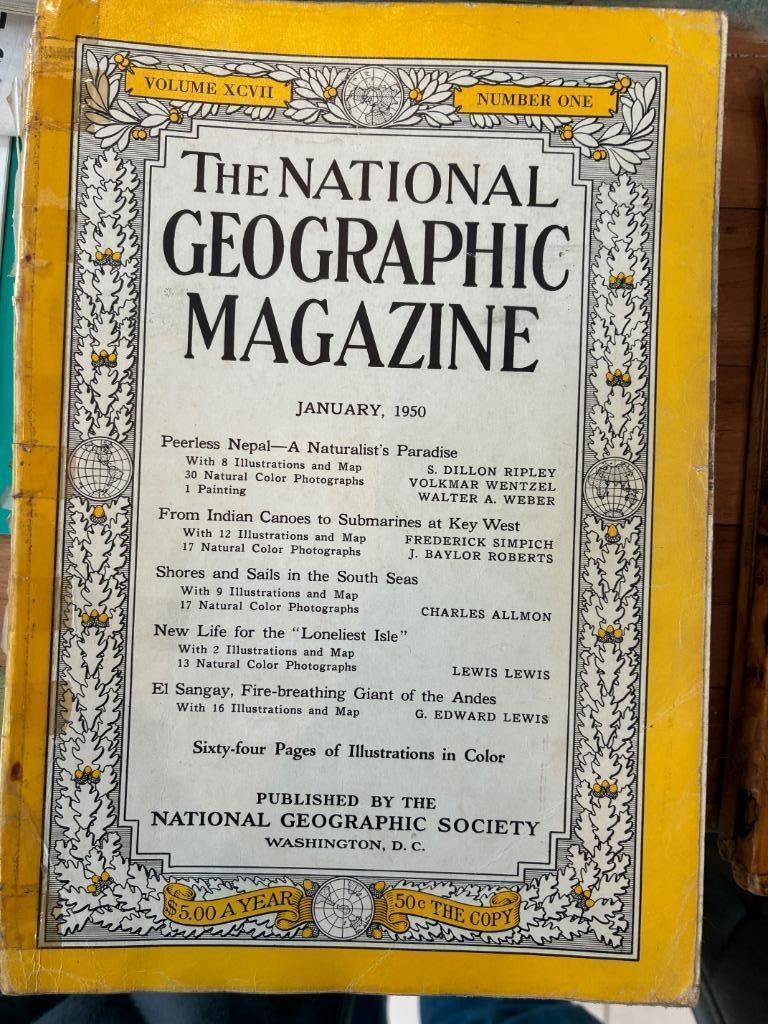 VOLUME XCVII
NUMBER ONE
THE NATIONAL
GEOGRAPHIC
MAGAZINE
JANUARY, 1950
Peerless Nepal—A Naturalist's Paradise
With 8 Illustrations and Map
S. DILLON RIPLEY
30 Natural Color Photographs
VOLKMAR WENTZEL
1 Painting
WALTER A. WEBER
From Indian Canoes to Submarines at Key West
With 12 Illustrations and Map
FREDERICK SIMPICH
17 Natural Color Photographs
J. BAYLOR ROBERTS
Shores and Sails in the South Seas
With 9 Illustrations and Map
17 Natural Color Photographs
CHARLES ALLMON
New Life for the "Loneliest Isle"
With 2 Illustrations and Map
13 Natural Color Photographs
LEWIS LEWIS
El Sangay, Fire-breathing Giant of the Andes
With 16 Illustrations and Map
G. EDWARD LEWIS
Sixty-four Pages of Illustrations in Color
PUBLISHED BY THE
NATIONAL GEOGRAPHIC SOCIETY
WASHINGTON, D. C.
$5.00 A YEAR
50c THE COPY